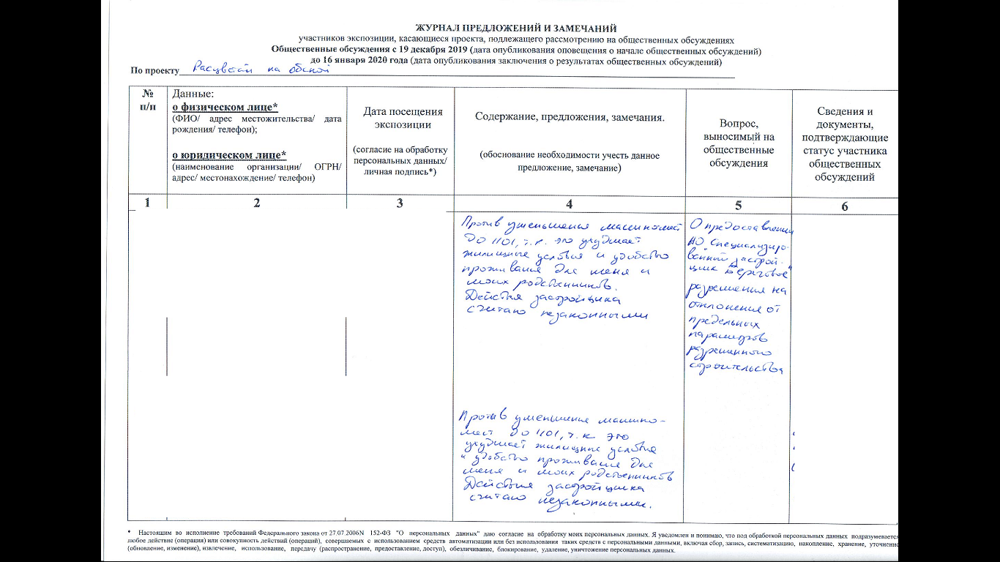 ЖУРНАЛ ПРЕДЛОЖЕНИЙ И ЗАМЕЧАНИЙ
участников экспозиции, касающиеся проекта, подлежащего рассмотрению на общественных обсуждениях
Общественные обсуждения с 19 декабря 2019 (дата опубликования оповещения о начале общественных обсуждений)
до 16 января 2020 года (дата опубликования заключения о результатах общественных обсуждений)
По проекту Расцветай на обской
№
п/п
Данные:
о физическом лице*
(ФИО/ адрес местожительства/ дата
рождения/ телефон);
о юридическом лице*
(наименование организации/ ОГРН/
адрес/ местонахождение/ телефон)
Дата посещения
экспозиции
(согласие на обработку
персональных данных/
личная подпись*)
Содержание, предложения, замечания.
(обоснование необходимости учесть данное
предложение, замечание)
Вопрос,
выносимый на
общественные
обсуждения
Сведения и
документы,
подтверждающие
статус участника
общественных
обсуждений
1 2 3 4 5 6
Против уменьшения машиномест
до 1101, т.к. это ухудшает
жилищные условия и удобство
проживания для меня и
моих родственников.
Действия застройщика
считаю незаконными
О предоставлении
АО "Специализиро-
ванный застрой-
щик Береговое"
разрешения на
отклонения от
предельных
параметров
разрешенного
строительства
Против уменьшения машино-
мест до 1101, т.к это
ухудшает жилищные условия
и удобство проживания для
меня и моих родственников
Действия застройщика
считаю незаконными.
* Настоящим во исполнение требований Федерального закона от 27.07.2006N 152-ФЗ "О персональных данных" даю согласие на обработку моих персональных данных. Я уведомлен и понимаю, что под обработкой персональных данных подразумевается
любое действие (операция) или совокупность действий (операций), совершаемых с использованием средств автоматизации или без использования таких средств с персональными данными, включая сбор, запись, систематизацию, накопление, хранение, уточнение
(обновление, изменение), извлечение, использование, передачу (распространение, предоставление, доступ), обезличивание, блокирование, удаление, уничтожение персональных данных.